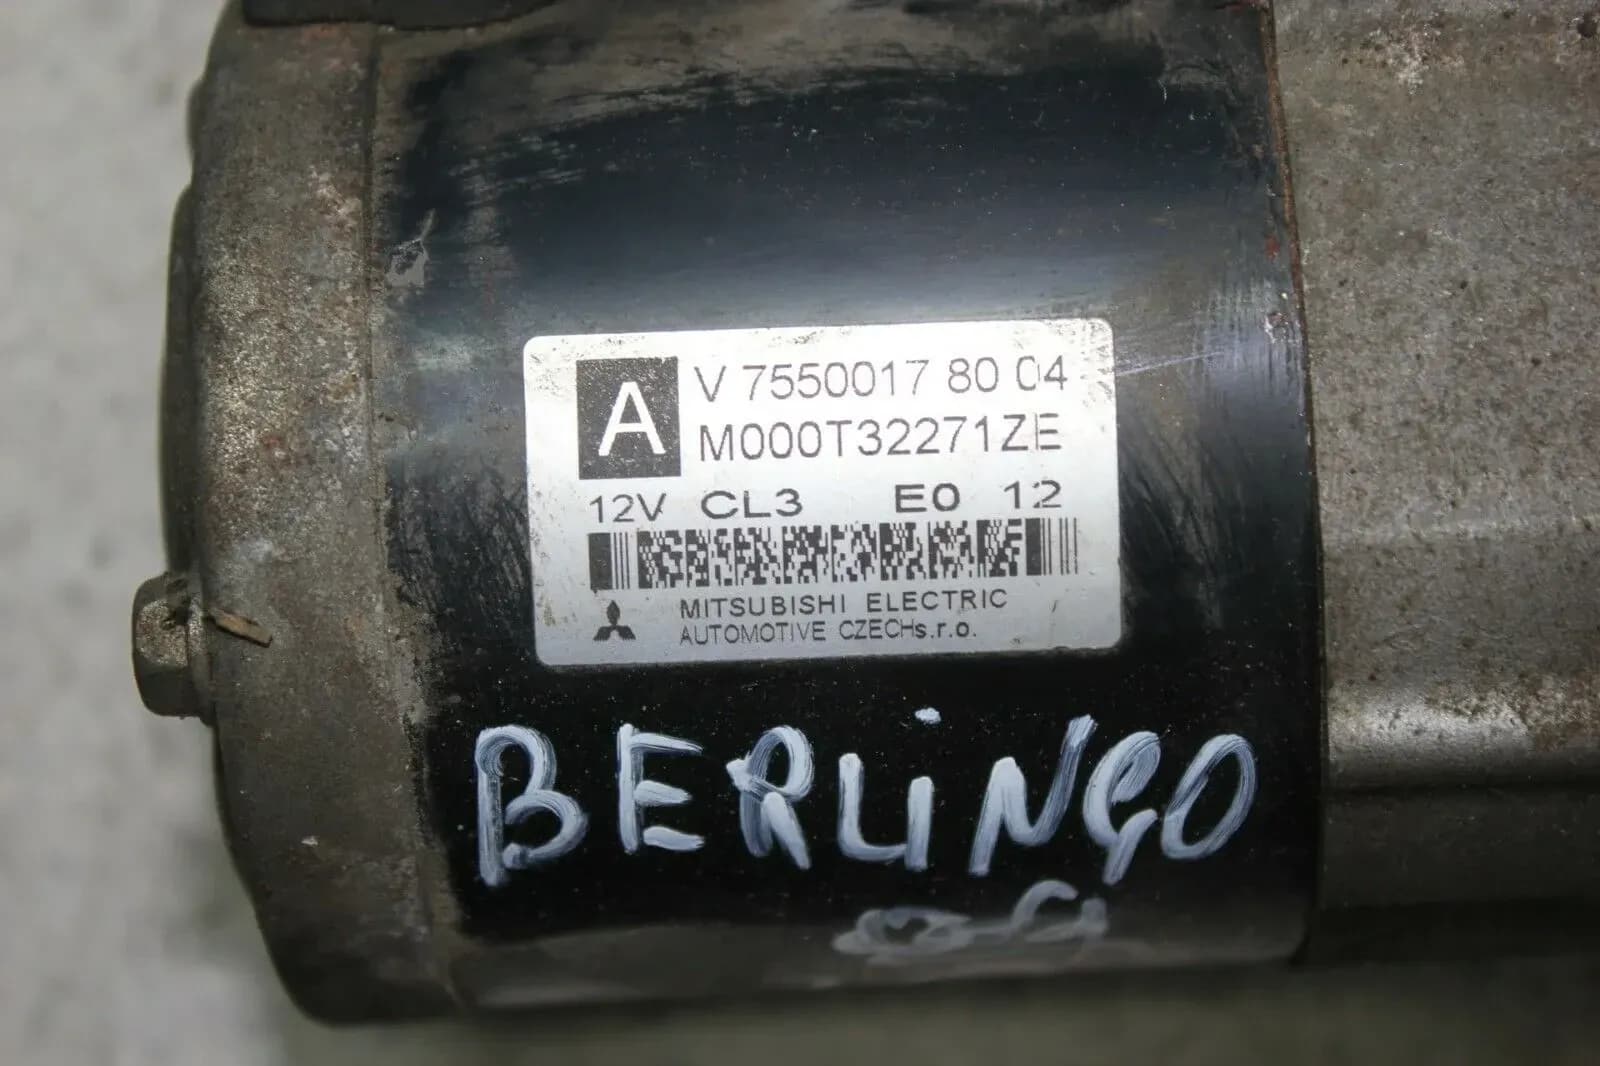 A
V 7550017 80 04
M000T32271ZE
12V CL3 E0 12
MITSUBISHI ELECTRIC
AUTOMOTIVE CZECHs.r.o.
BERLiNGO